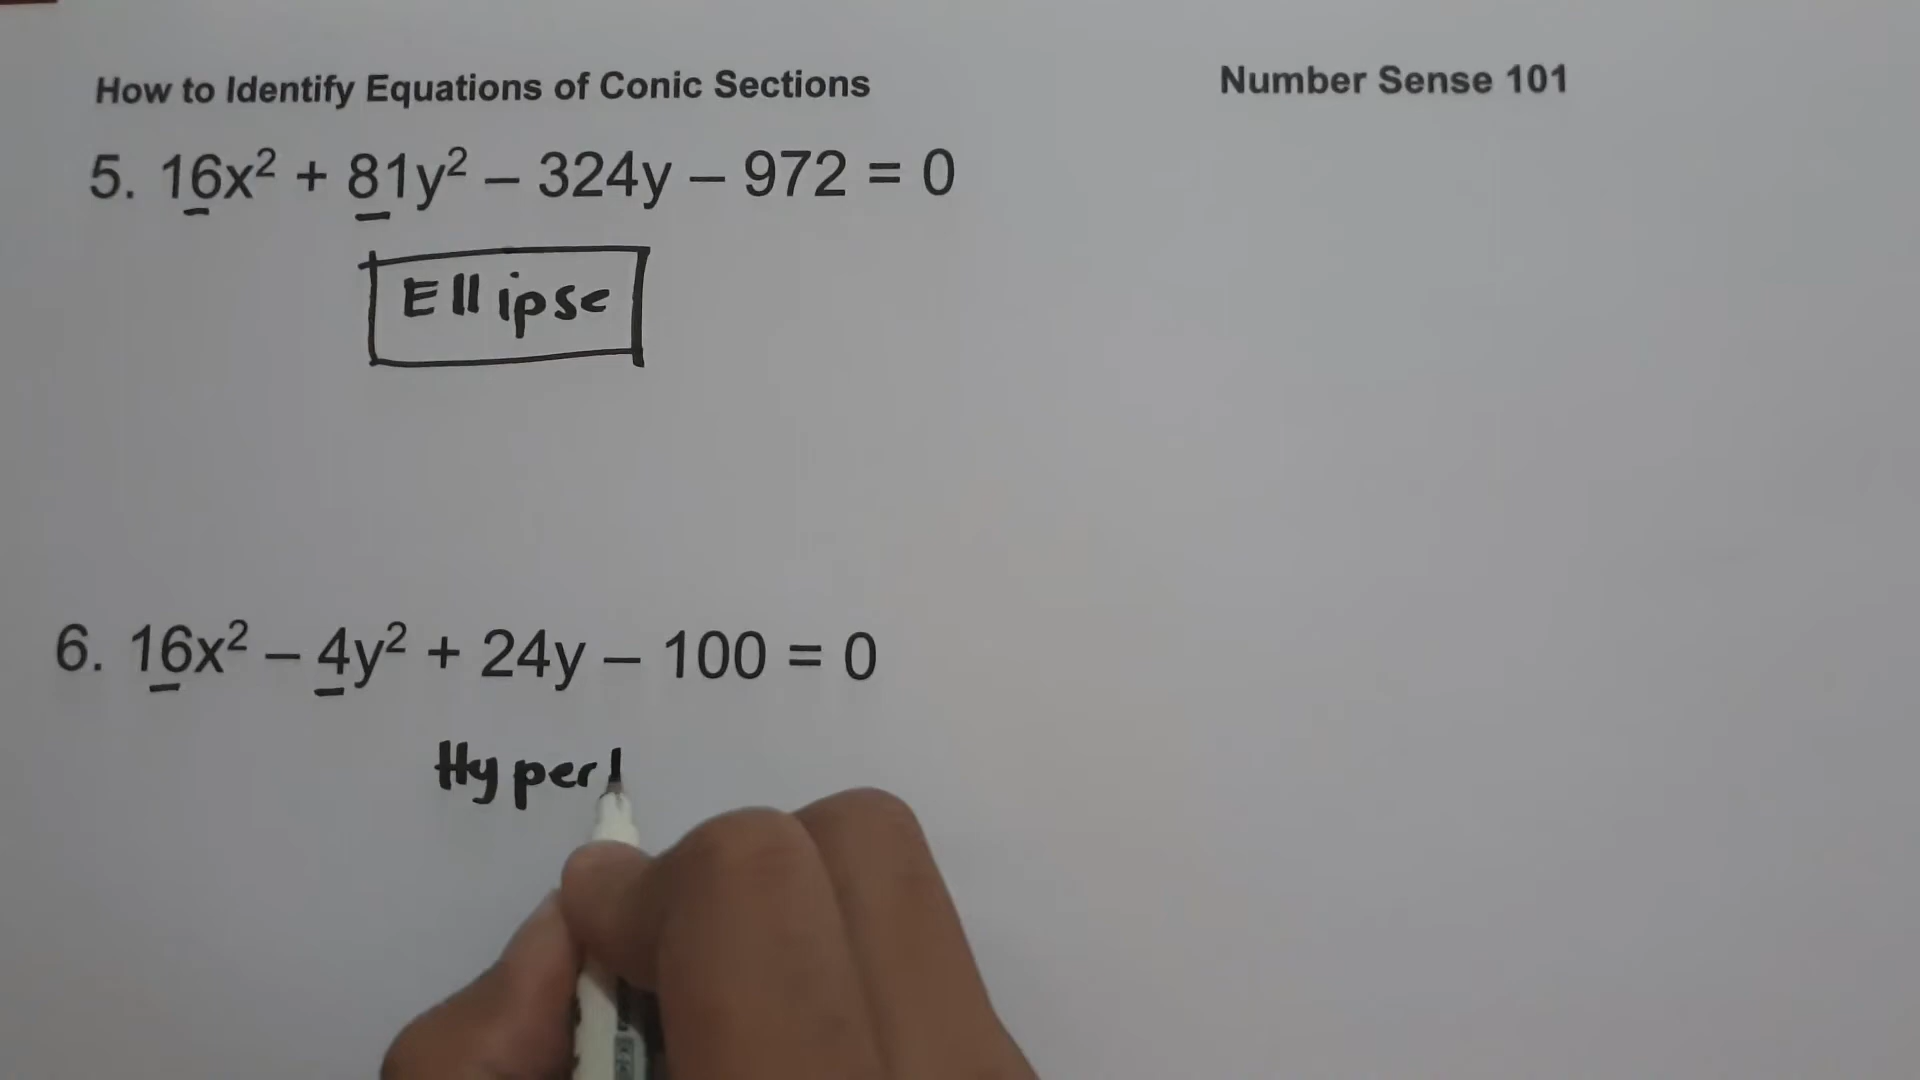 How to Identify Equations of Conic Sections
Number Sense 101
5. 16x² + 81y² – 324y – 972 = 0
Ellipse
6. 16x² – 4y² + 24y – 100 = 0
Hyper